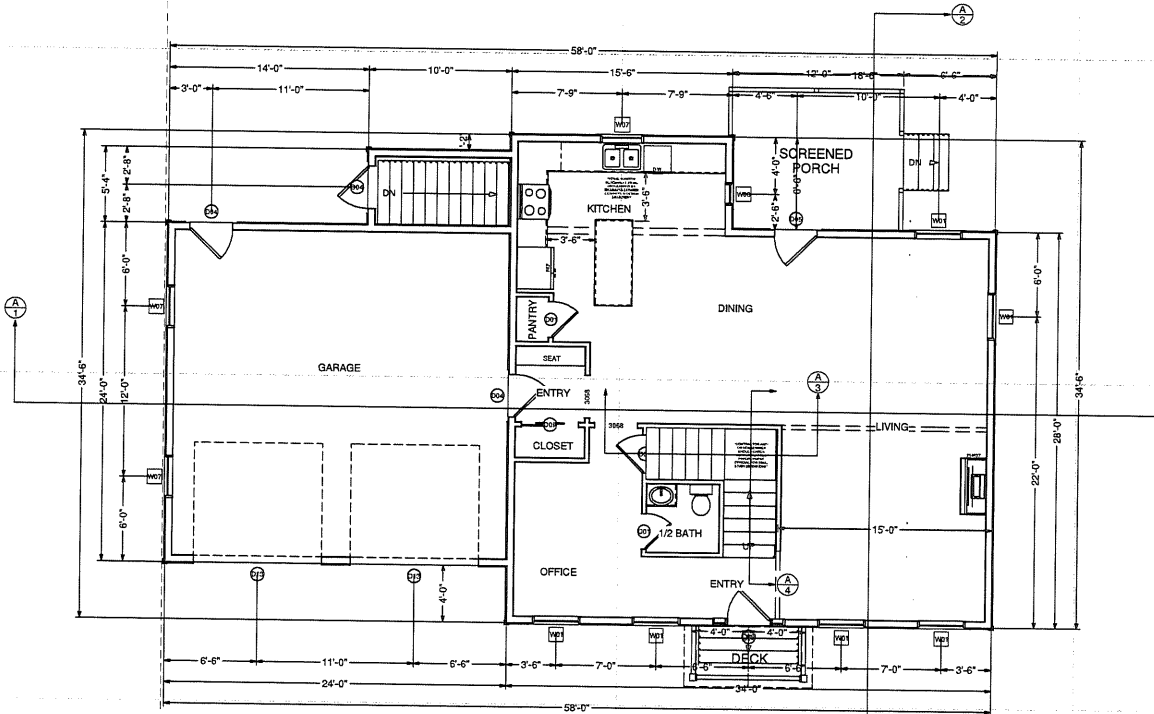 A
2
58'-0"
14'-0"
10'-0"
15'-6"
12'-0"
18'-6"
6'-6"
3'-0"
11'-0"
7'-9"
7'-9"
4'-6"
10'-0"
4'-0"
W07
SCREENED
PORCH
DN
5'-4"
2'-8"
2'-8"
D04
D04
DN
KITCHEN
3'-6"
3'-6"
4'-0"
2'-6"
D05
W01
6'-0"
6'-0"
A
1
W07
PANTRY
D01
DINING
W01
GARAGE
SEAT
ENTRY
3068
D04
A
3
34'-6"
24'-0"
12'-0"
34'-6"
28'-0"
22'-0"
CLOSET
3068
LIVING
W07
6'-0"
D01
1/2 BATH
15'-0"
OFFICE
ENTRY
A
4
D13
D13
4'-0"
W01
W01
4'-0"
4'-0"
W01
W01
DECK
6'-6"
11'-0"
6'-6"
3'-6"
7'-0"
6'-6"
6'-6"
7'-0"
3'-6"
24'-0"
34'-0"
58'-0"